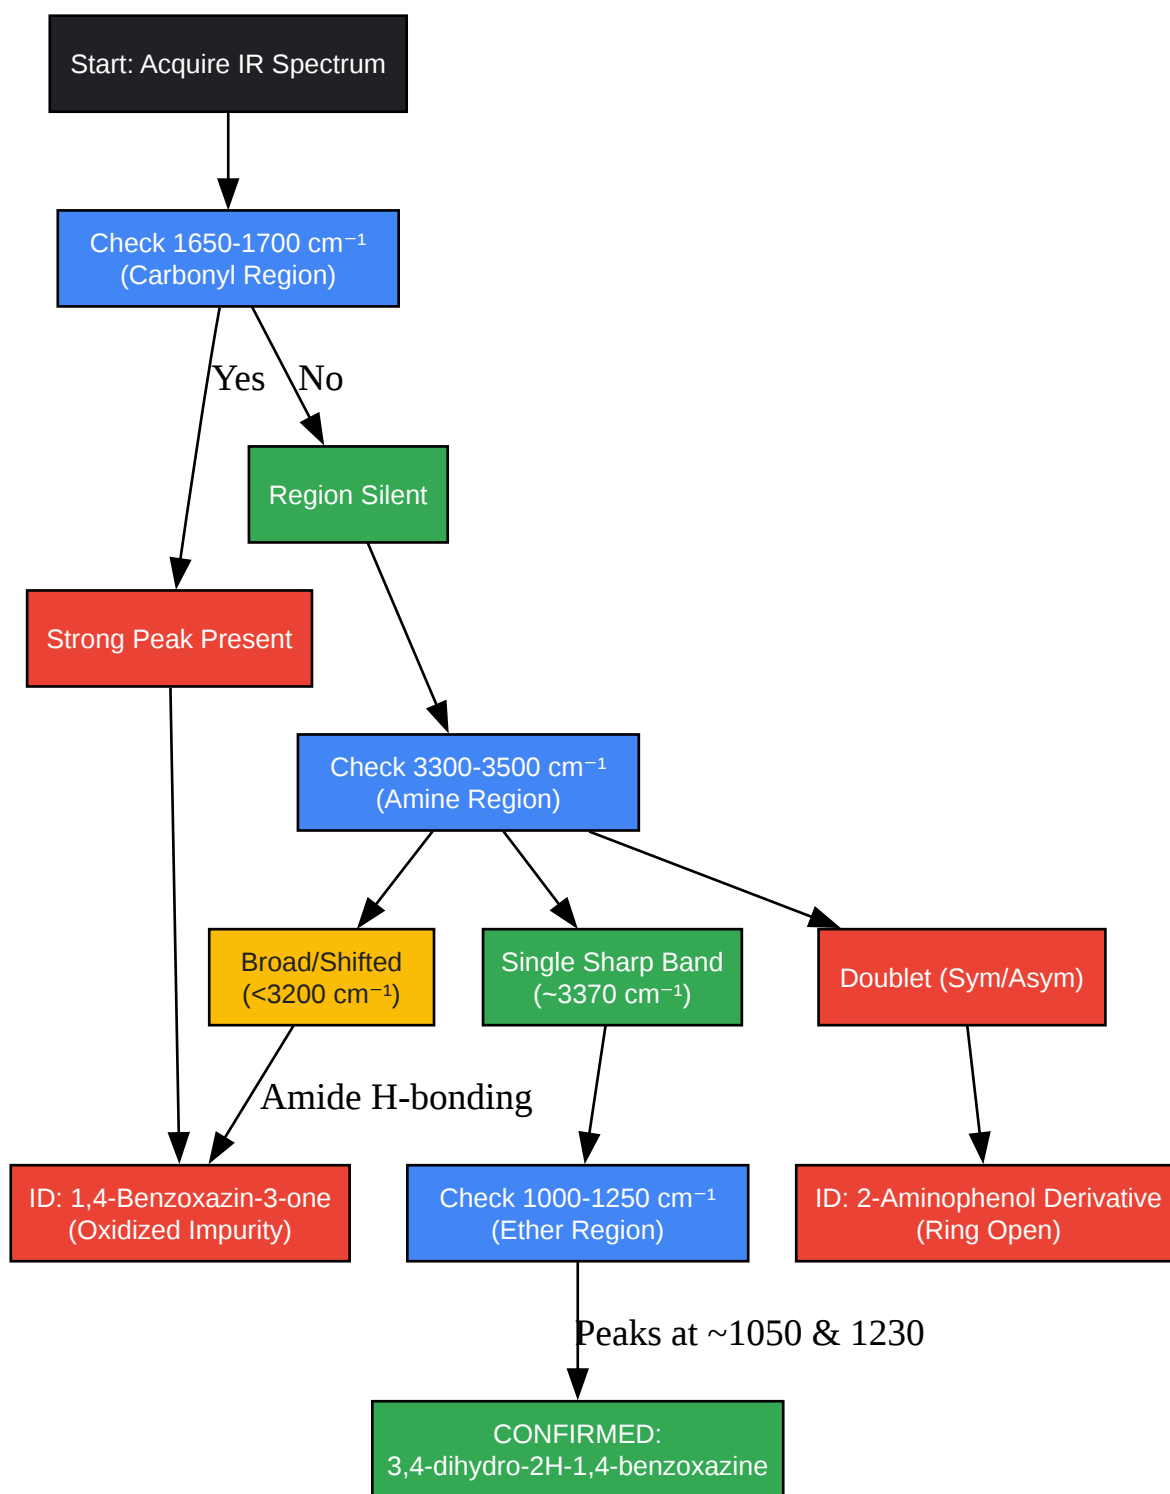 Start: Acquire IR Spectrum
Check 1650-1700 cm⁻¹
(Carbonyl Region)
Yes
No
Region Silent
Strong Peak Present
Check 3300-3500 cm⁻¹
(Amine Region)
Broad/Shifted
(<3200 cm⁻¹)
Single Sharp Band
(~3370 cm⁻¹)
Doublet (Sym/Asym)
Amide H-bonding
ID: 1,4-Benzoxazin-3-one
(Oxidized Impurity)
Check 1000-1250 cm⁻¹
(Ether Region)
ID: 2-Aminophenol Derivative
(Ring Open)
Peaks at ~1050 & 1230
CONFIRMED:
3,4-dihydro-2H-1,4-benzoxazine